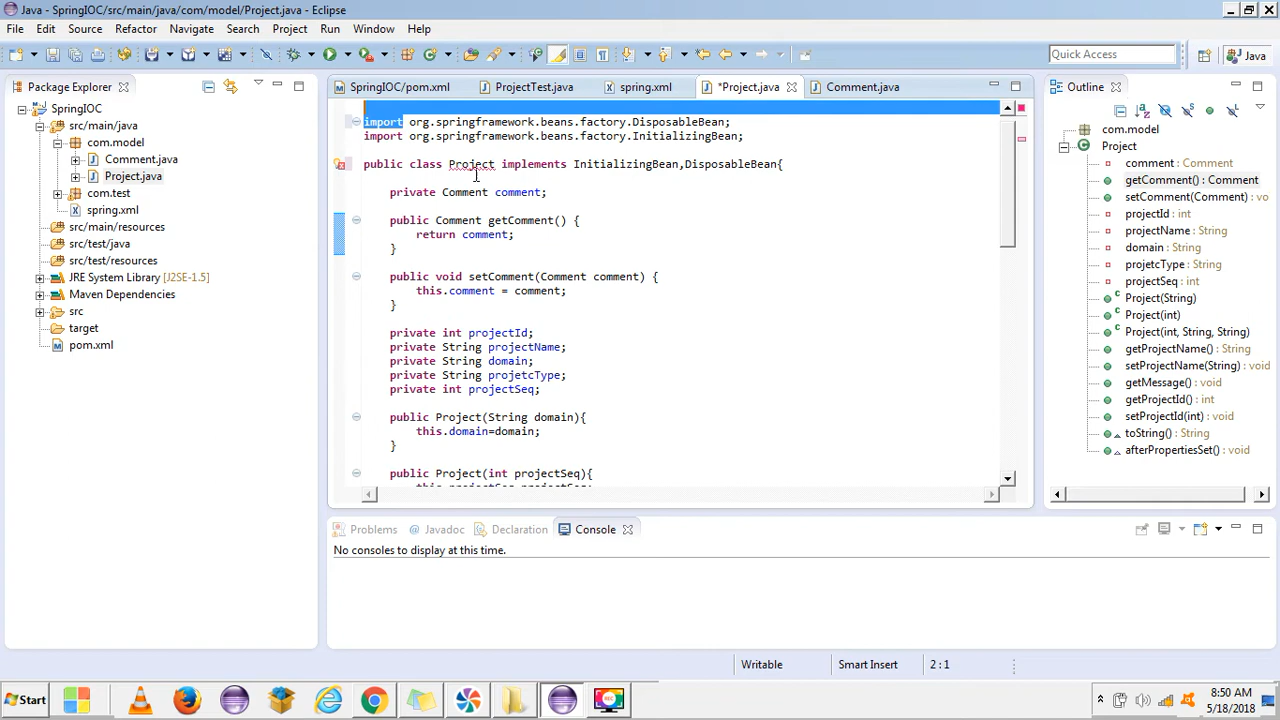 Java - SpringIOC/src/main/java/com/model/Project.java - Eclipse
File Edit Source Refactor Navigate Search Project Run Window Help
Quick Access
Java
Package Explorer
SpringIOC
src/main/java
com.model
Comment.java
Project.java
com.test
spring.xml
src/main/resources
src/test/java
src/test/resources
JRE System Library [J2SE-1.5]
Maven Dependencies
src
target
pom.xml
SpringIOC/pom.xml ProjectTest.java spring.xml *Project.java Comment.java
import org.springframework.beans.factory.DisposableBean;
import org.springframework.beans.factory.InitializingBean;
public class Project implements InitializingBean,DisposableBean{
private Comment comment;
public Comment getComment() {
return comment;
}
public void setComment(Comment comment) {
this.comment = comment;
}
private int projectId;
private String projectName;
private String domain;
private String projetcType;
private int projectSeq;
public Project(String domain){
this.domain=domain;
}
public Project(int projectSeq){
Outline
com.model
Project
comment : Comment
getComment() : Comment
setComment(Comment) : vo
projectId : int
projectName : String
domain : String
projetcType : String
projectSeq : int
Project(String)
Project(int)
Project(int, String, String)
getProjectName() : String
setProjectName(String) : void
getMessage() : void
getProjectId() : int
setProjectId(int) : void
toString() : String
afterPropertiesSet() : void
Problems Javadoc Declaration Console
No consoles to display at this time.
Writable Smart Insert 2 : 1
Start
8:50 AM
5/18/2018